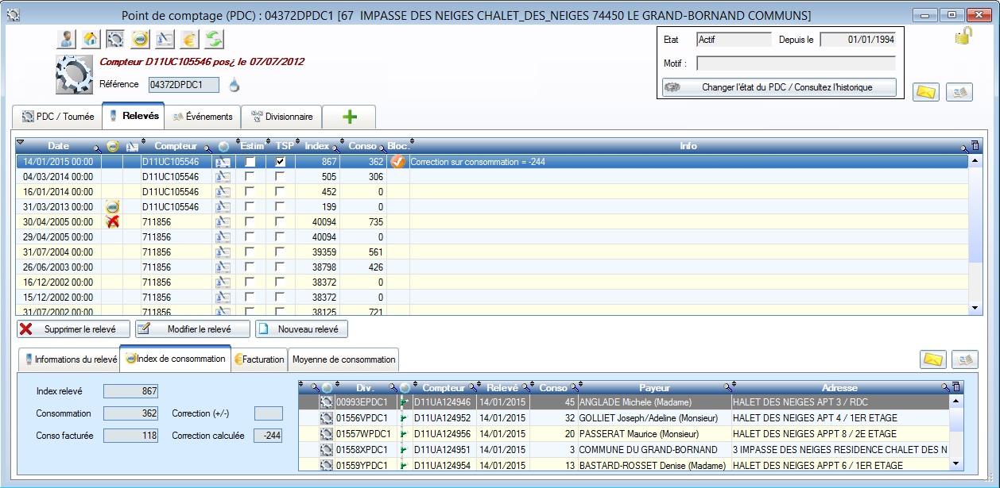 Point de comptage (PDC) : 04372DPDC1 [67 IMPASSE DES NEIGES CHALET_DES_NEIGES 74450 LE GRAND-BORNAND COMMUNS]
Compteur D11UC105546 pos¿ le 07/07/2012
Référence 04372DPDC1
Etat Actif Depuis le 01/01/1994
Motif :
Changer l'état du PDC / Consultez l'historique
PDC / Tournée Relevés Événements Divisionnaire
Date Compteur Estim TSP Index Conso Bloc. Info
14/01/2015 00:00 D11UC105546 867 362 Correction sur consommation = -244
04/03/2014 00:00 D11UC105546 505 306
16/01/2014 00:00 D11UC105546 452 0
31/03/2013 00:00 D11UC105546 199 0
30/04/2005 00:00 711856 40094 735
29/04/2005 00:00 711856 40094 0
31/07/2004 00:00 711856 39359 561
26/06/2003 00:00 711856 38798 426
16/12/2002 00:00 711856 38372 0
15/12/2002 00:00 711856 38372 0
31/07/2002 00:00 711856 38125 721
Supprimer le relevé Modifier le relevé Nouveau relevé
Informations du relevé Index de consommation Facturation Moyenne de consommation
Index relevé 867
Consommation 362 Correction (+/-)
Conso facturée 118 Correction calculée -244
Div. Compteur Relevé Conso Payeur Adresse
00993EPDC1 D11UA124946 14/01/2015 45 ANGLADE Michele (Madame) HALET DES NEIGES APT 3 / RDC
01556VPDC1 D11UA124952 14/01/2015 32 GOLLIET Joseph/Adeline (Monsieur) HALET DES NEIGES APT 4 / 1ER ETAGE
01557WPDC1 D11UA124956 14/01/2015 20 PASSERAT Maurice (Monsieur) HALET DES NEIGES APPT 8 / 2E ETAGE
01558XPDC1 D11UA124951 14/01/2015 3 COMMUNE DU GRAND-BORNAND 3 IMPASSE DES NEIGES RESIDENCE CHALET DES N
01559YPDC1 D11UA124954 14/01/2015 13 BASTARD-ROSSET Denise (Madame) HALET DES NEIGES APPT 6 / 1ER ETAGE